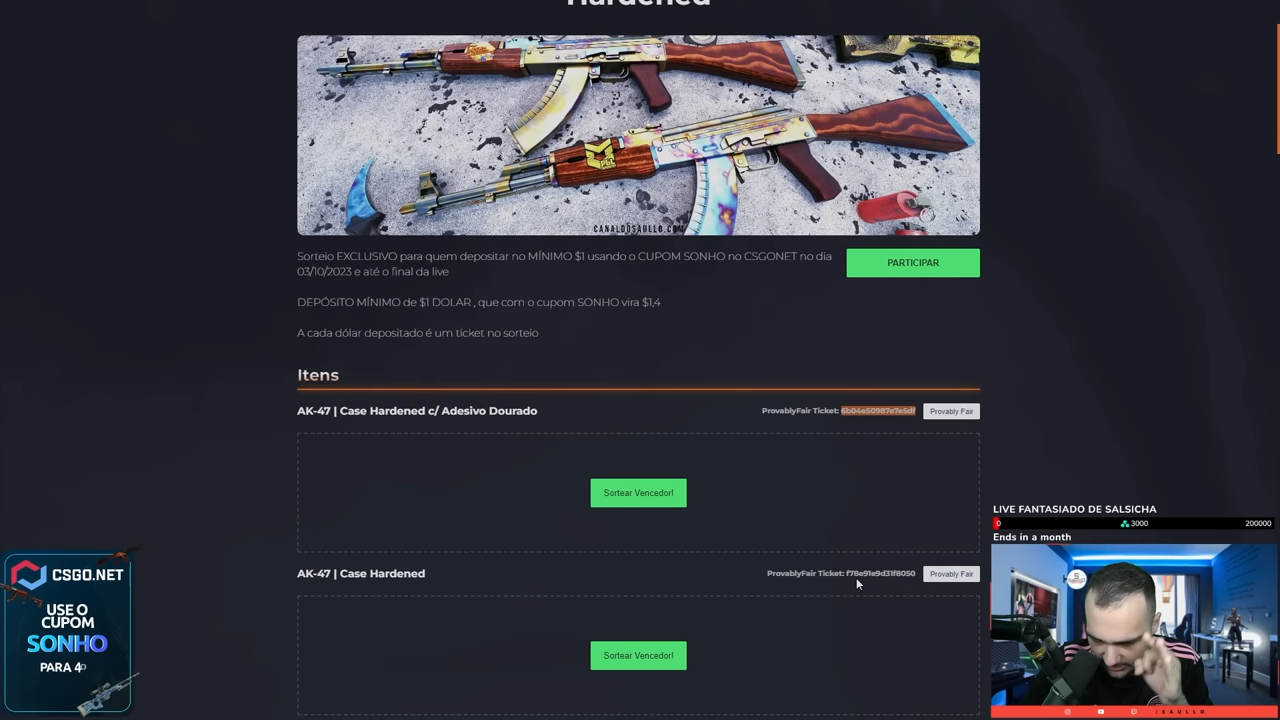 Hardened
CANALDOSAULLO.COM
Sorteio EXCLUSIVO para quem depositar no MÍNIMO $1 usando o CUPOM SONHO no CSGONET no dia
03/10/2023 e até o final da live
PARTICIPAR
DEPÓSITO MÍNIMO de $1 DOLAR , que com o cupom SONHO vira $1,4
A cada dólar depositado é um ticket no sorteio
Itens
AK-47 | Case Hardened c/ Adesivo Dourado
ProvablyFair Ticket: 6b04e50987e7e5df
Provably Fair
Sortear Vencedor!
AK-47 | Case Hardened
ProvablyFair Ticket: f78e91e9d31f8050
Provably Fair
Sortear Vencedor!
CSGO.NET
USE O
CUPOM
SONHO
PARA
LIVE FANTASIADO DE SALSICHA
0 3000 200000
Ends in a month
ISAULLO